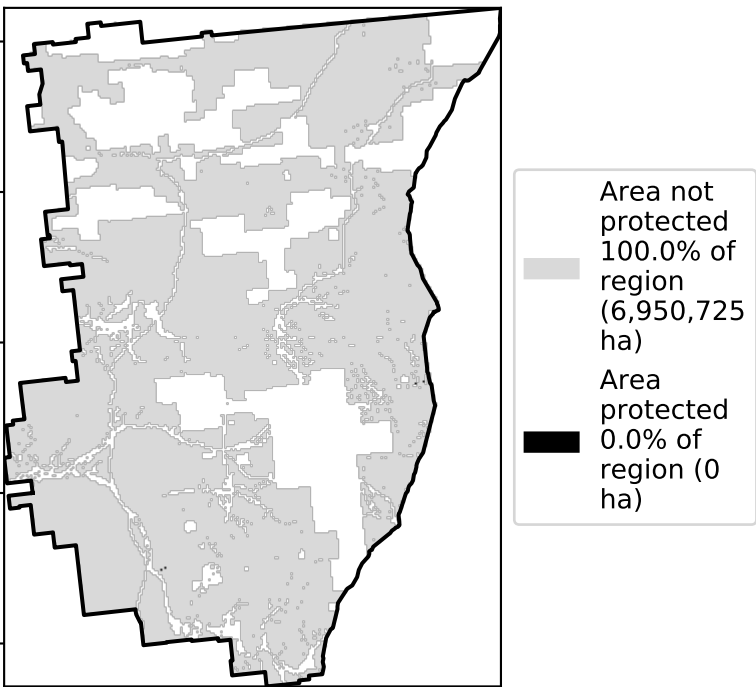 Area not
protected
100.0% of
region
(6,950,725
ha)
Area
protected
0.0% of
region (0
ha)